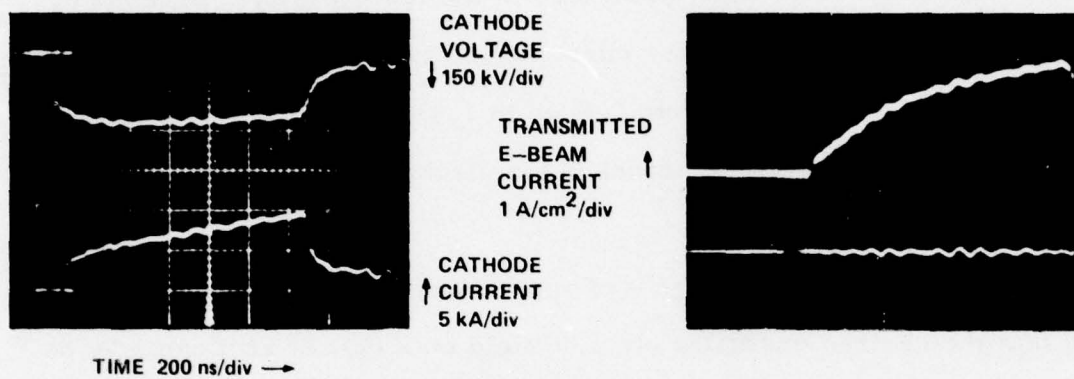 CATHODE
VOLTAGE
↓ 150 kV/div
TRANSMITTED
E–BEAM ↑
CURRENT
1 A/cm²/div
CATHODE
↑ CURRENT
5 kA/div
TIME 200 ns/div →